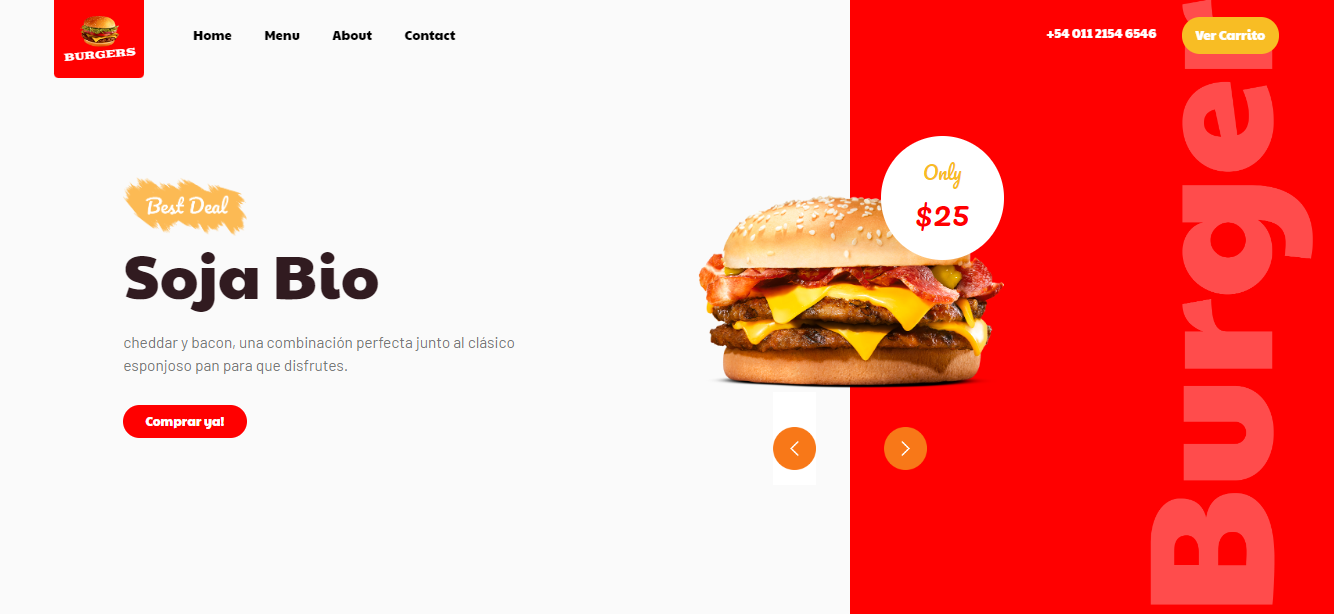 BURGERS
Home
Menu
About
Contact
+54 011 2154 6546
Ver Carrito
Best Deal
Soja Bio
cheddar y bacon, una combinación perfecta junto al clásico
esponjoso pan para que disfrutes.
Comprar ya!
Only
$25
Burger